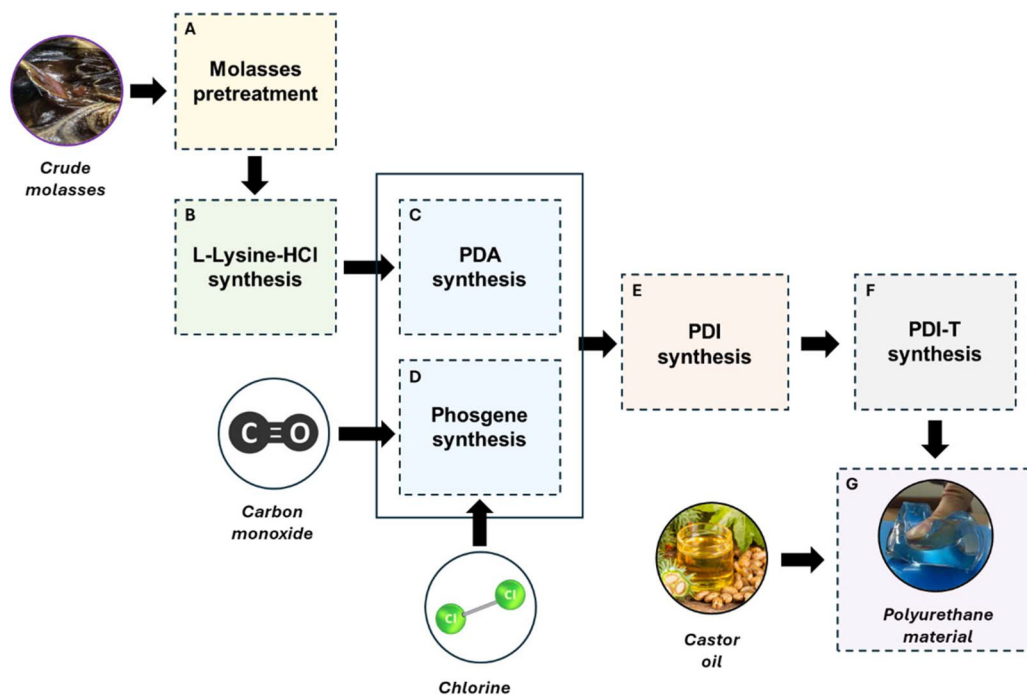 A
Molasses
pretreatment
Crude
molasses
B
L-Lysine-HCl
synthesis
C
PDA
synthesis
D
Phosgene
synthesis
E
PDI
synthesis
F
PDI-T
synthesis
C≡O
Carbon
monoxide
Cl
Cl
Chlorine
Castor
oil
G
Polyurethane
material